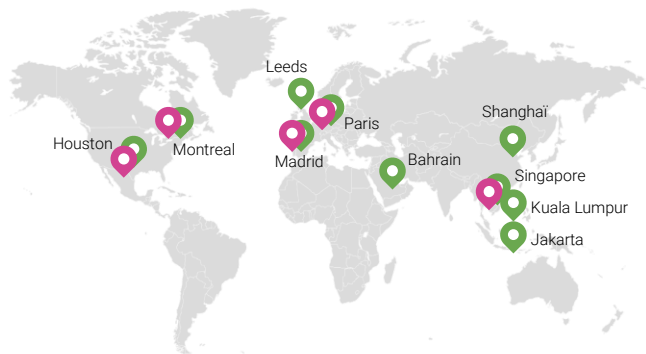 Leeds
Shanghaï
Paris
Houston
Montreal
Madrid
Bahrain
Singapore
Kuala Lumpur
Jakarta